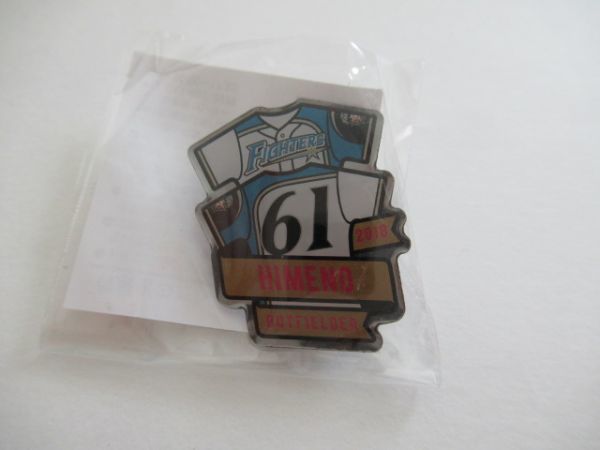 FIGHTERS
61
2018
HIMENO
OUTFIELDER